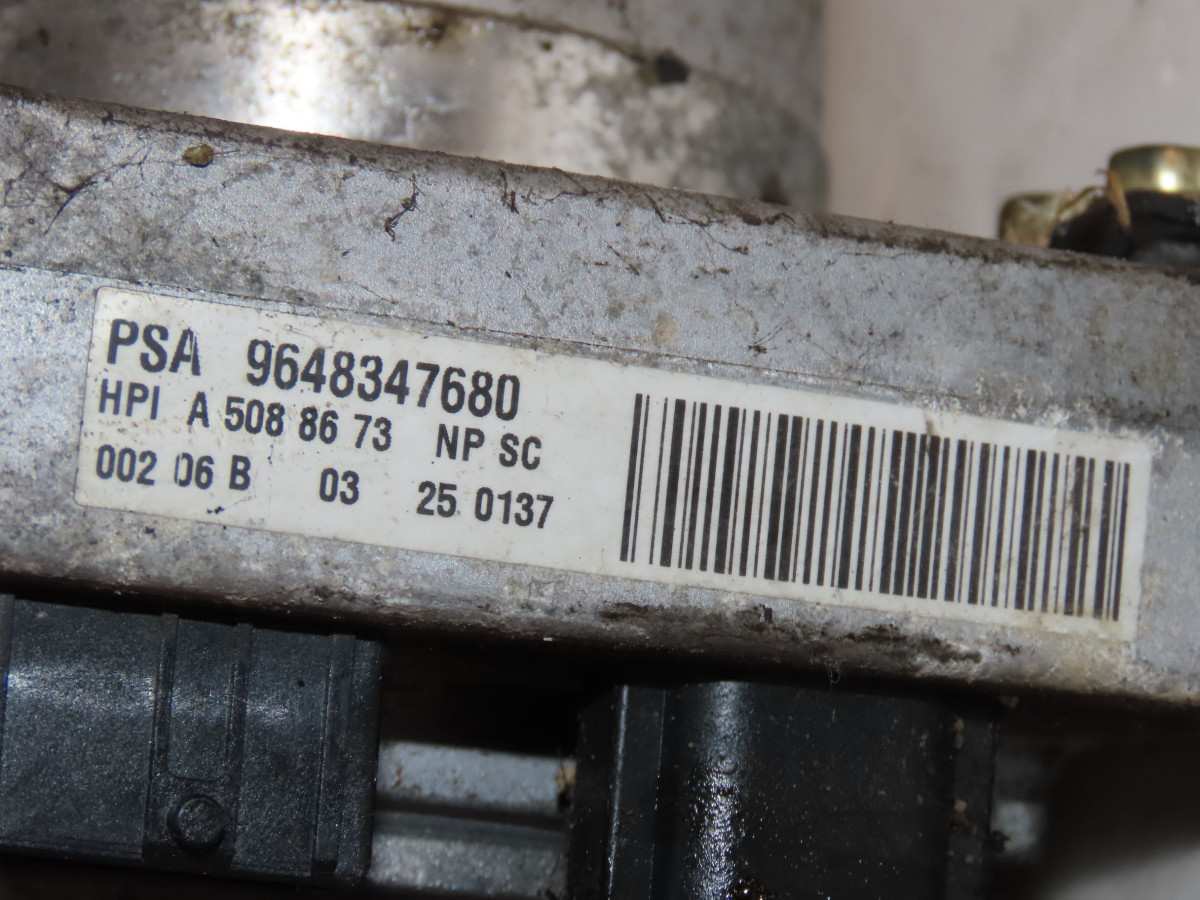 PSA 9648347680
HPI A 508 86 73 NP SC
002 06 B 03 25 0137